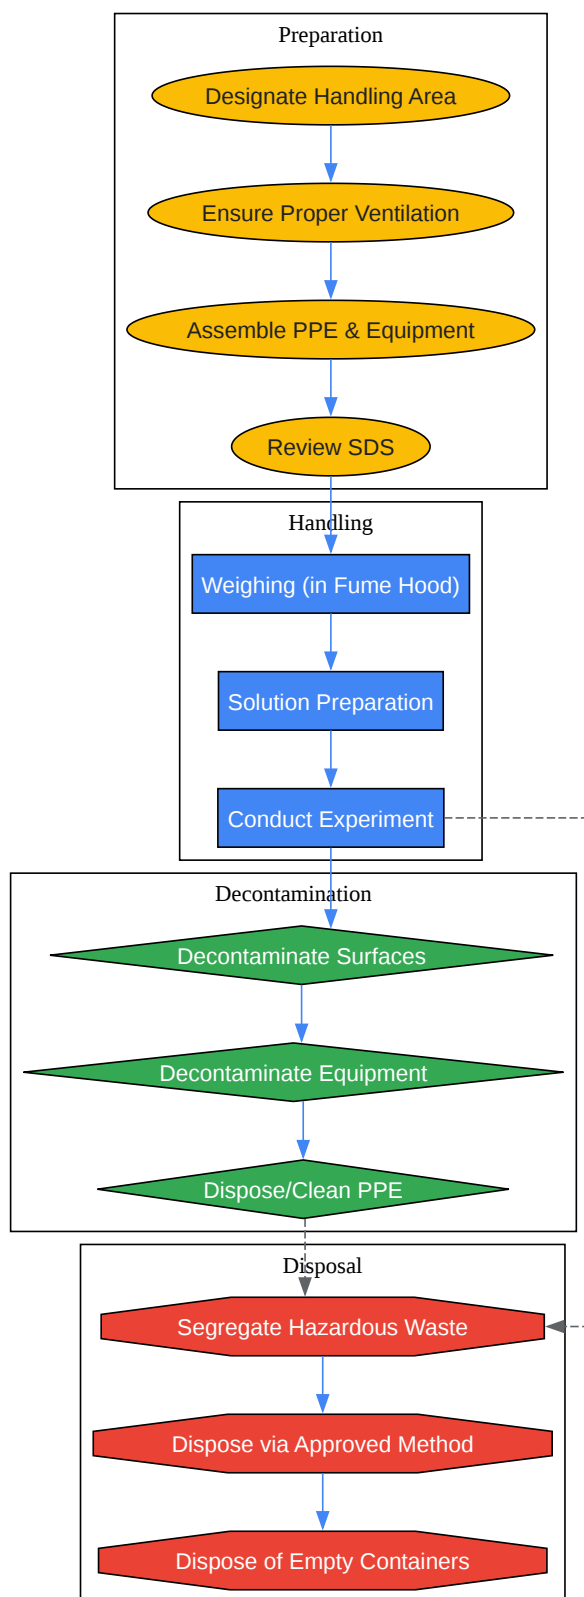 Preparation
Designate Handling Area
Ensure Proper Ventilation
Assemble PPE & Equipment
Review SDS
Handling
Weighing (in Fume Hood)
Solution Preparation
Conduct Experiment
Decontamination
Decontaminate Surfaces
Decontaminate Equipment
Dispose/Clean PPE
Disposal
Segregate Hazardous Waste
Dispose via Approved Method
Dispose of Empty Containers